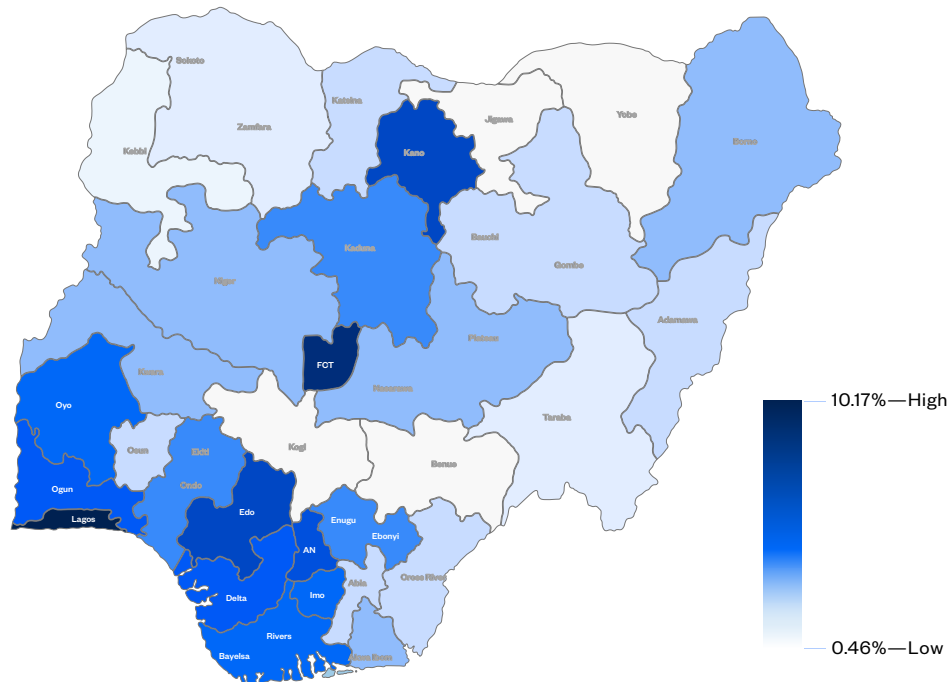 Sokoto
Katsina
Zamfara
Jigawa
Yobe
Borno
Kebbi
Kano
Kaduna
Bauchi
Gombe
Niger
Adamawa
Plateau
FCT
Kwara
Nasarawa
Oyo
Taraba
Osun
Ekiti
Kogi
Benue
Ondo
Ogun
Lagos
Edo
Enugu
Ebonyi
AN
Abia
Cross River
Delta
Imo
Rivers
Bayelsa
Akwa Ibom
10.17%—High
0.46%—Low